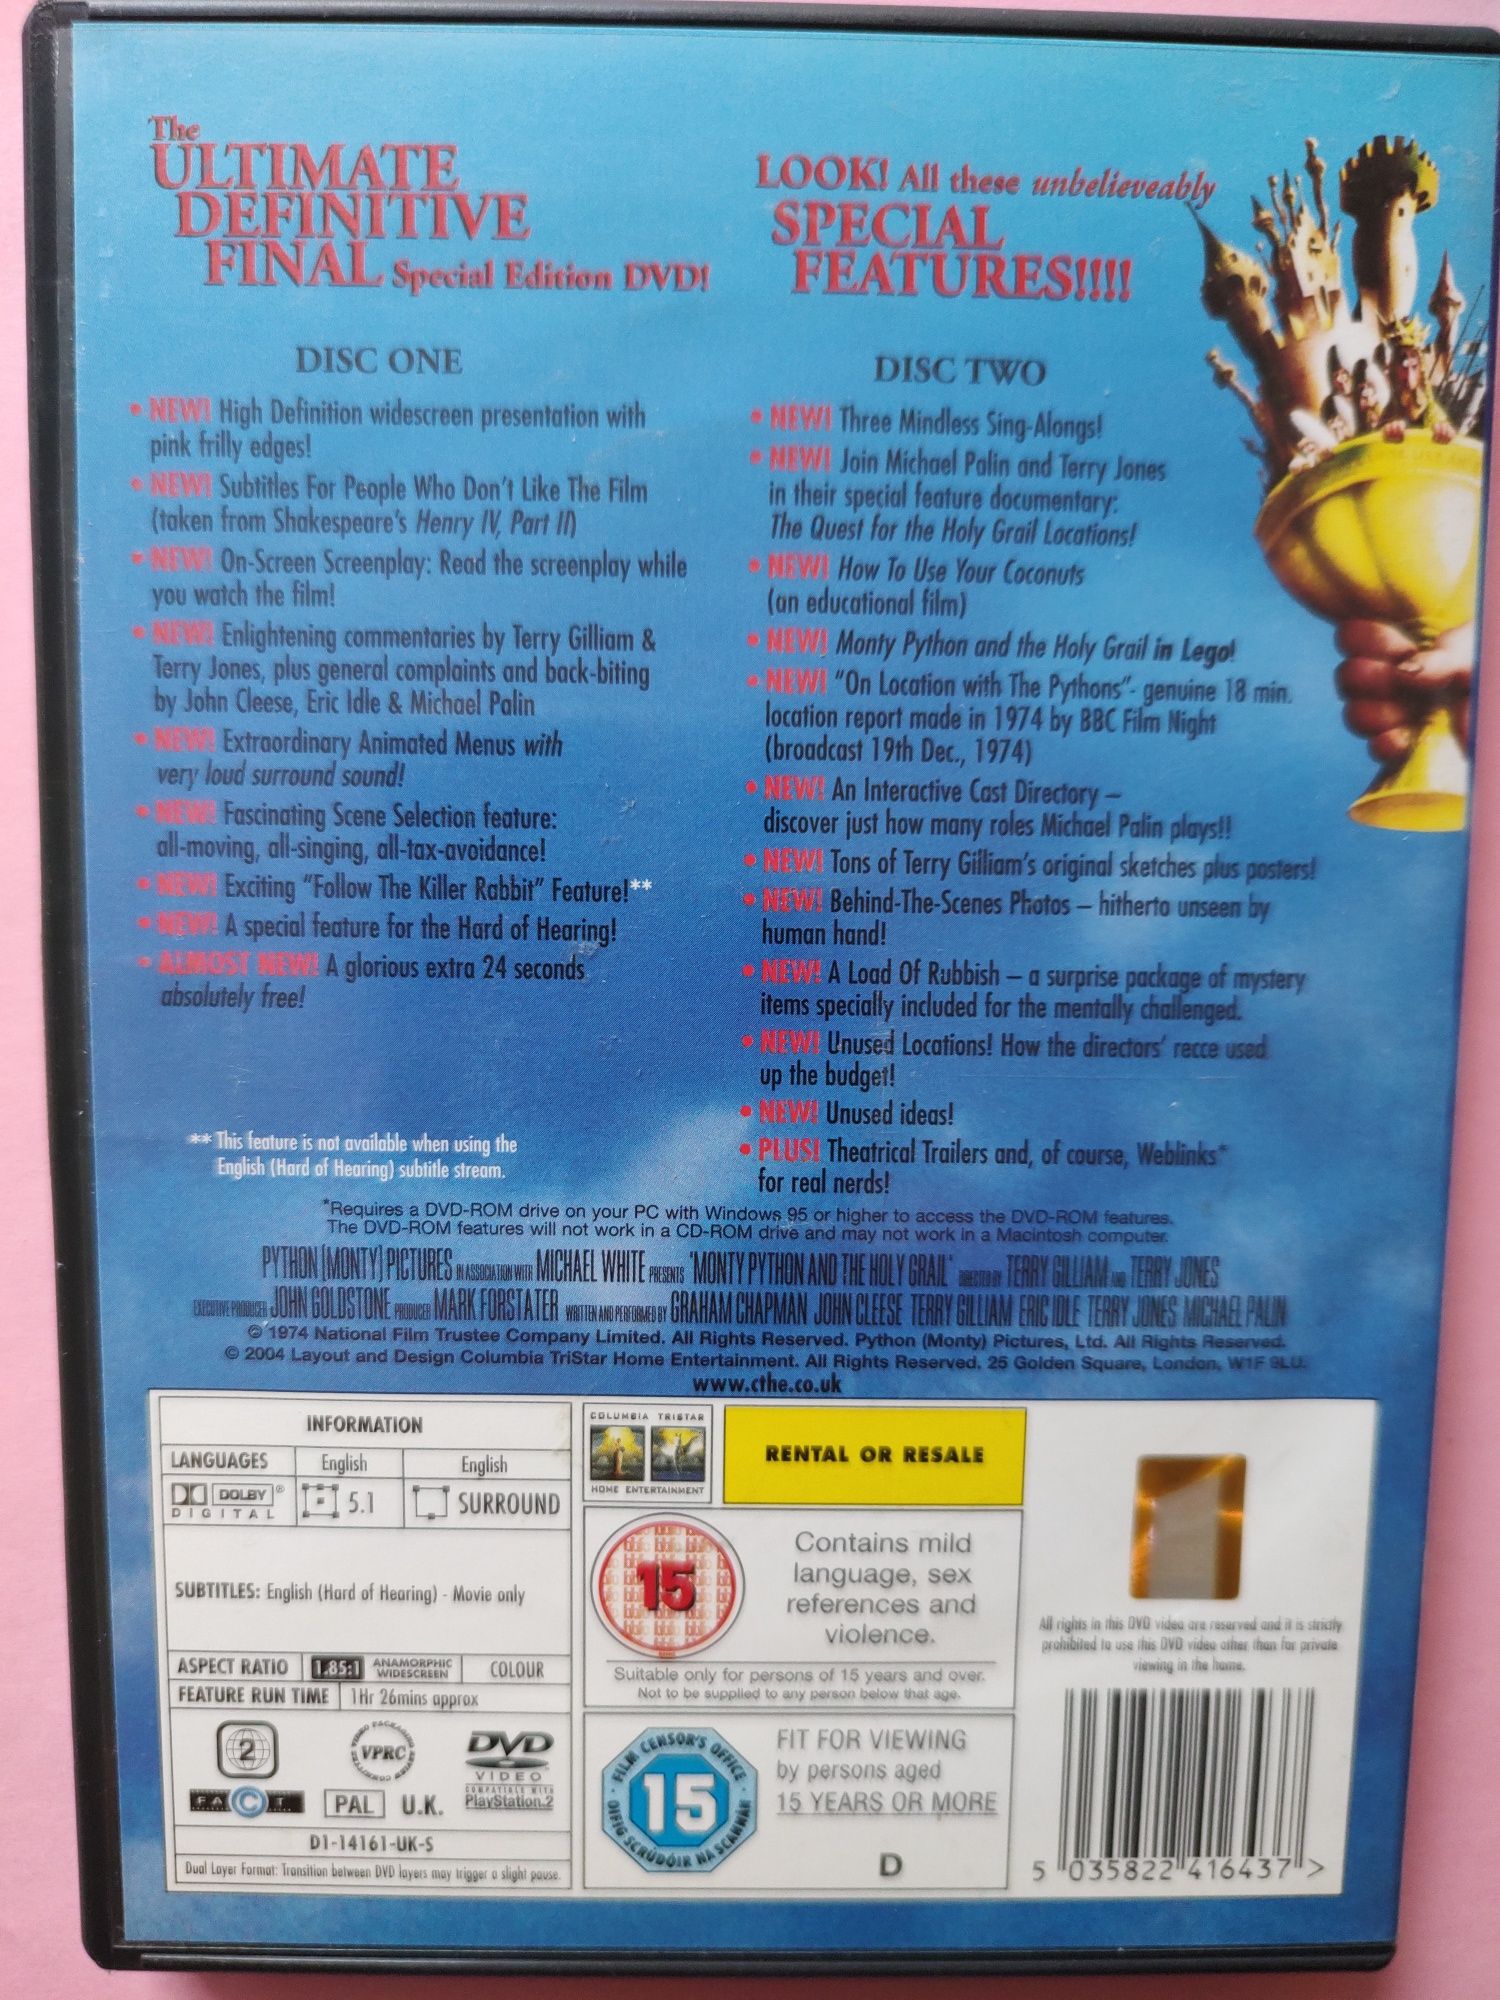 The
ULTIMATE
DEFINITIVE
FINAL Special Edition DVD!
DISC ONE
• NEW! High Definition widescreen presentation with
pink frilly edges!
• NEW! Subtitles For People Who Don't Like The Film
(taken from Shakespeare's Henry IV, Part II)
• NEW! On-Screen Screenplay: Read the screenplay while
you watch the film!
• NEW! Enlightening commentaries by Terry Gilliam &
Terry Jones, plus general complaints and back-biting
by John Cleese, Eric Idle & Michael Palin
• NEW! Extraordinary Animated Menus with
very loud surround sound!
• NEW! Fascinating Scene Selection feature:
all-moving, all-singing, all-tax-avoidance!
• NEW! Exciting "Follow The Killer Rabbit" Feature!**
• NEW! A special feature for the Hard of Hearing!
• ALMOST NEW! A glorious extra 24 seconds
absolutely free!
** This feature is not available when using the
English (Hard of Hearing) subtitle stream.
LOOK! All these unbelieveably
SPECIAL
FEATURES!!!!
DISC TWO
• NEW! Three Mindless Sing-Alongs!
• NEW! Join Michael Palin and Terry Jones
in their special feature documentary:
The Quest for the Holy Grail Locations!
• NEW! How To Use Your Coconuts
(an educational film)
• NEW! Monty Python and the Holy Grail in Lego!
• NEW! "On Location with The Pythons"- genuine 18 min.
location report made in 1974 by BBC Film Night
(broadcast 19th Dec., 1974)
• NEW! An Interactive Cast Directory –
discover just how many roles Michael Palin plays!!
• NEW! Tons of Terry Gilliam's original sketches plus posters!
• NEW! Behind-The-Scenes Photos – hitherto unseen by
human hand!
• NEW! A Load Of Rubbish – a surprise package of mystery
items specially included for the mentally challenged.
• NEW! Unused Locations! How the directors' recce used
up the budget!
• NEW! Unused ideas!
• PLUS! Theatrical Trailers and, of course, Weblinks*
for real nerds!
*Requires a DVD-ROM drive on your PC with Windows 95 or higher to access the DVD-ROM features.
The DVD-ROM features will not work in a CD-ROM drive and may not work in a Macintosh computer.
PYTHON (MONTY) PICTURES IN ASSOCIATION WITH MICHAEL WHITE PRESENTS 'MONTY PYTHON AND THE HOLY GRAIL' DIRECTED BY TERRY GILLIAM AND TERRY JONES
EXECUTIVE PRODUCER JOHN GOLDSTONE PRODUCER MARK FORSTATER WRITTEN AND PERFORMED BY GRAHAM CHAPMAN JOHN CLEESE TERRY GILLIAM ERIC IDLE TERRY JONES MICHAEL PALIN
© 1974 National Film Trustee Company Limited. All Rights Reserved. Python (Monty) Pictures, Ltd. All Rights Reserved.
© 2004 Layout and Design Columbia TriStar Home Entertainment. All Rights Reserved. 25 Golden Square, London, W1F 9LU.
www.cthe.co.uk
INFORMATION
LANGUAGES English English
DOLBY® 5.1 SURROUND
DIGITAL
SUBTITLES: English (Hard of Hearing) - Movie only
ASPECT RATIO 1.85:1 ANAMORPHIC WIDESCREEN COLOUR
FEATURE RUN TIME 1Hr 26mins approx
2 VPRC DVD
VIDEO
COMPATIBLE WITH
FACT PAL U.K. PlayStation.2
D1-14161-UK-S
Dual Layer Format: Transition between DVD layers may trigger a slight pause.
COLUMBIA TRISTAR
HOME ENTERTAINMENT
RENTAL OR RESALE
15
Contains mild
language, sex
references and
violence.
Suitable only for persons of 15 years and over.
Not to be supplied to any person below that age.
FILM CENSOR'S OFFICE
15
OIFIG SCRÚDÓIR NA SCANNÁN
FIT FOR VIEWING
by persons aged
15 YEARS OR MORE
D
All rights in this DVD video are reserved and it is strictly
prohibited to use this DVD video other than for private
viewing in the home.
5 035822 416437 >